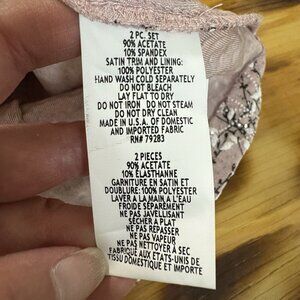 2 PC. SET
90% ACETATE
10% SPANDEX
SATIN TRIM AND LINING:
100% POLYESTER
HAND WASH COLD SEPARATELY
DO NOT BLEACH
LAY FLAT TO DRY
DO NOT IRON DO NOT STEAM
DO NOT DRY CLEAN
MADE IN U.S.A. OF DOMESTIC
AND IMPORTED FABRIC
RN# 79283
2 PIECES
90% ACETATE
10% ÉLASTHANNE
GARNITURE EN SATIN ET
DOUBLURE: 100% POLYESTER
LAVER A LA MAIN A L'EAU
FROIDE SÉPARÉMENT
NE PAS JAVELLISANT
SÉCHER A PLAT
NE PAS REPASSER
NE PAS VAPEUR
NE PAS NETTOYER À SEC
FABRIQUÉ AUX ETATS-UNIS DE
TISSU DOMESTIQUE ET IMPORTE